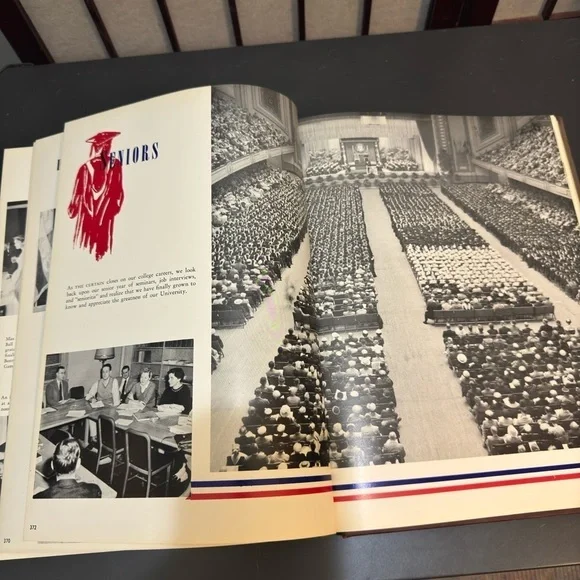 SENIORS
As the curtain closes on our college careers, we look
back upon our senior year of seminars, job interviews,
and "senioritis" and realize that we have finally grown to
know and appreciate the greatness of our University.
372
370